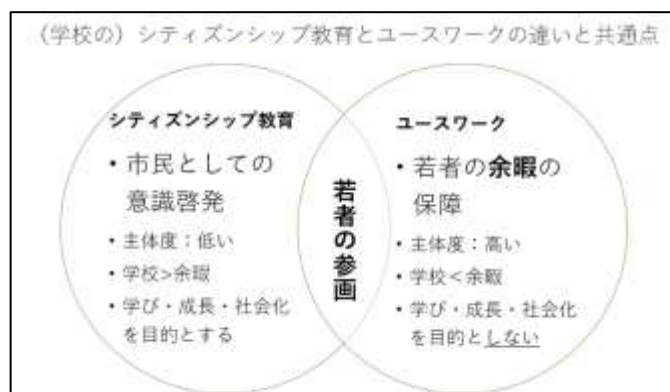 (学校の)シティズンシップ教育とユースワークの違いと共通点
シティズンシップ教育
• 市民としての
意識啓発
• 主体度：低い
• 学校>余暇
• 学び・成長・社会化
を目的とする
若者の参画
ユースワーク
• 若者の余暇の
保障
• 主体度：高い
• 学校＜余暇
• 学び・成長・社会化
を目的としない